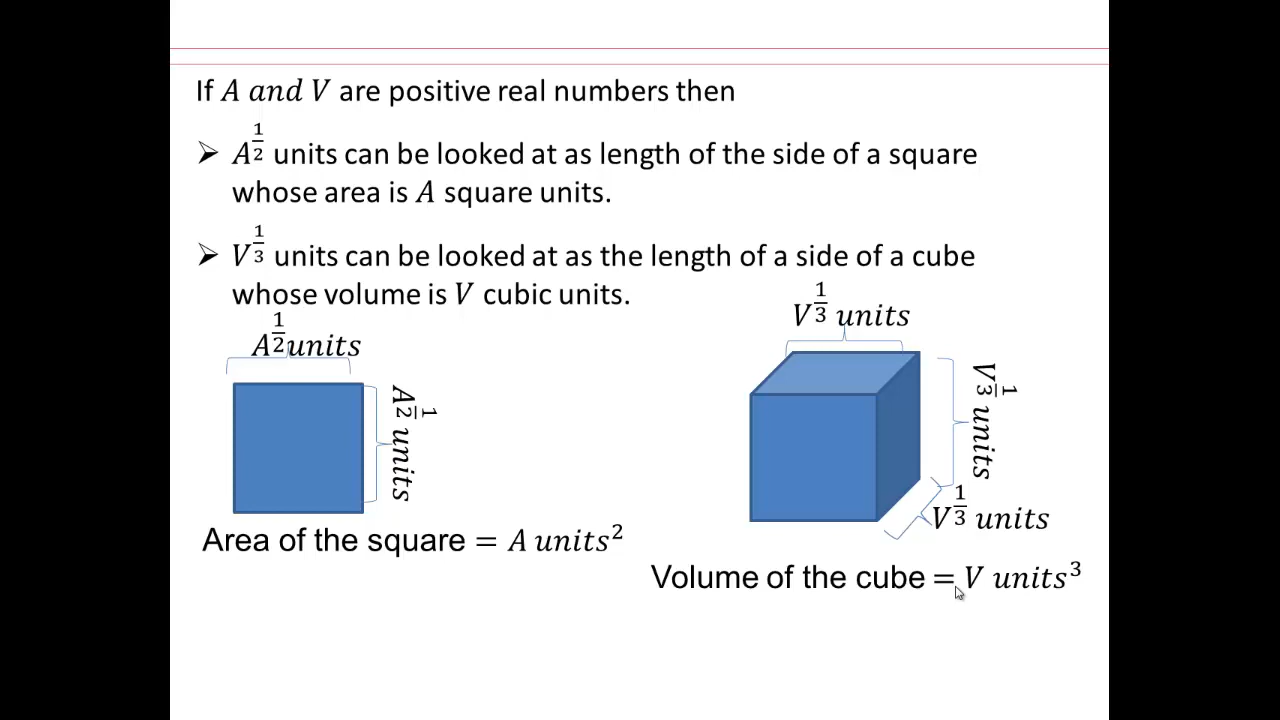 If A and V are positive real numbers then
➢ A^{1/2} units can be looked at as length of the side of a square
whose area is A square units.
➢ V^{1/3} units can be looked at as the length of a side of a cube
whose volume is V cubic units.
A^{1/2} units
A^{1/2} units
Area of the square = A units²
V^{1/3} units
V^{1/3} units
V^{1/3} units
Volume of the cube = V units³